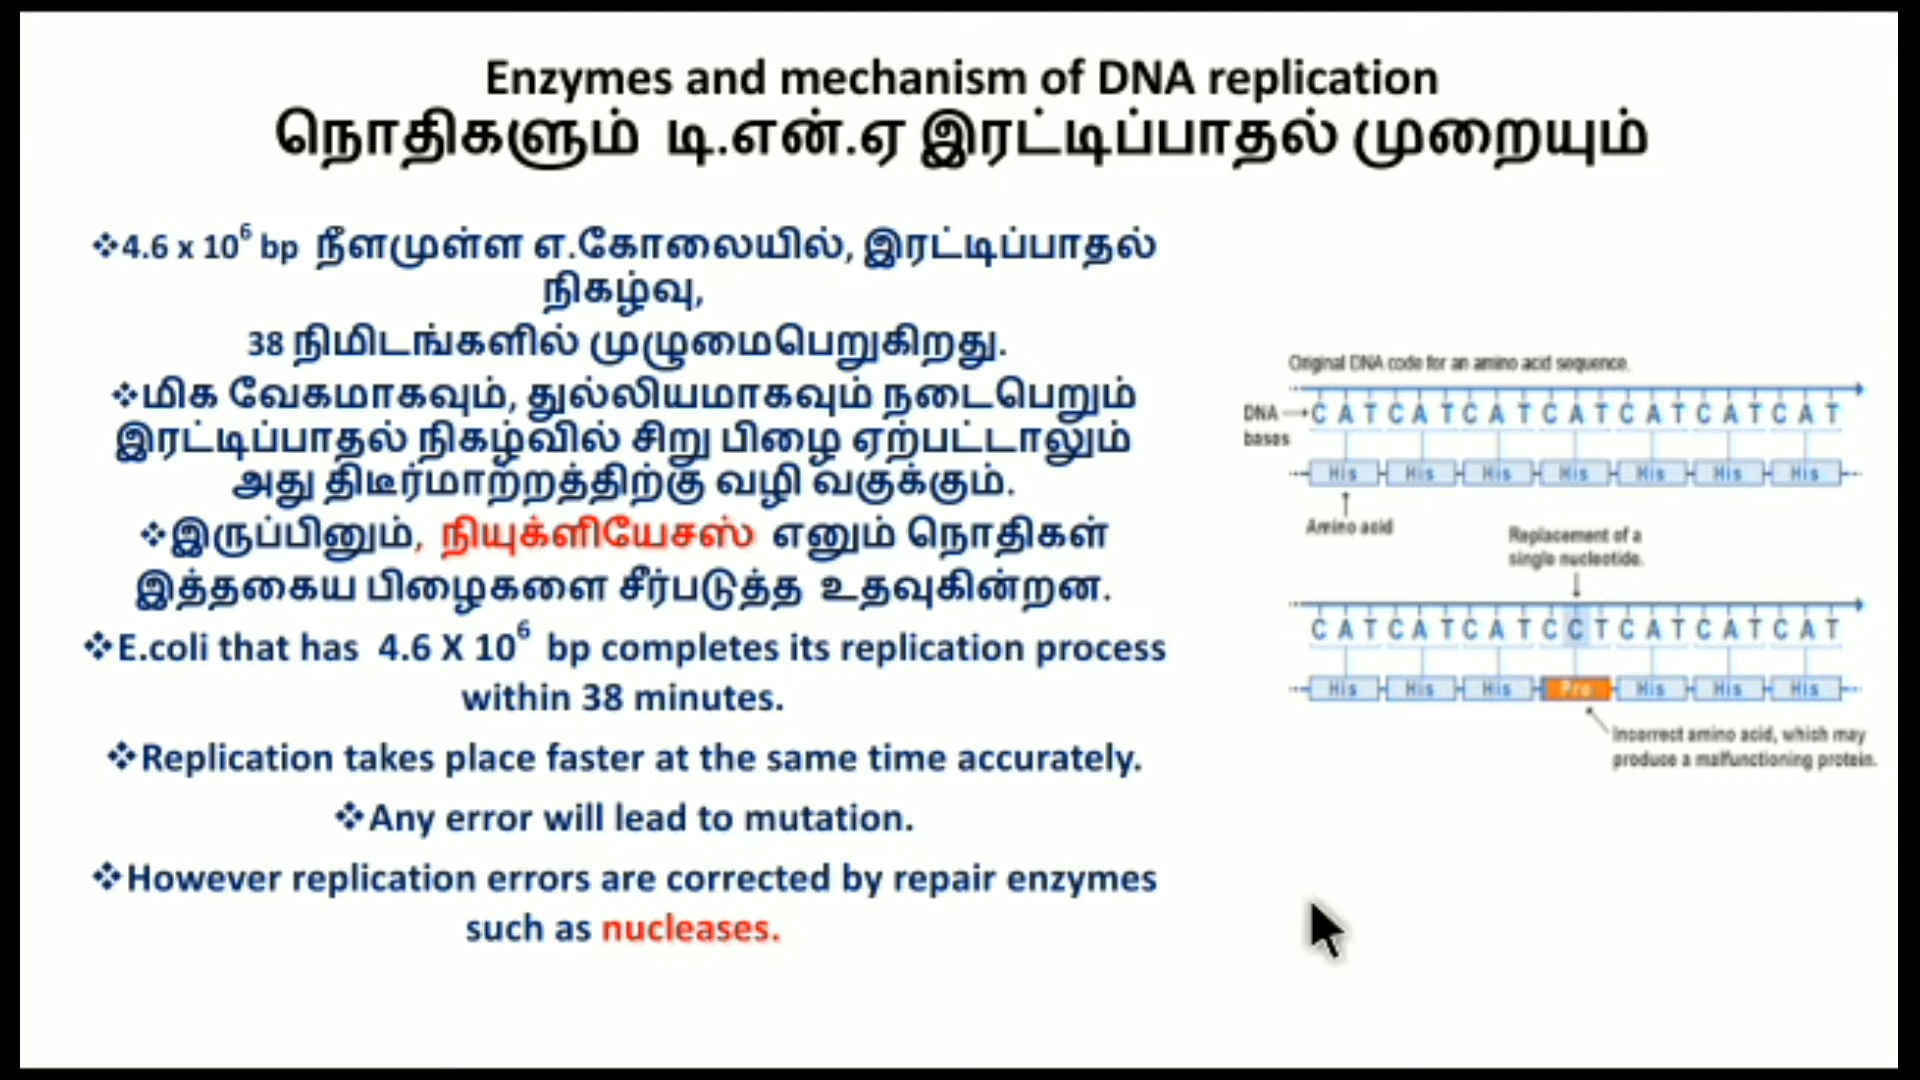 Enzymes and mechanism of DNA replication
நொதிகளும் டி.என்.ஏ இரட்டிப்பாதல் முறையும்
❖4.6 x 10⁶ bp நீளமுள்ள எ.கோலையில், இரட்டிப்பாதல்
நிகழ்வு,
38 நிமிடங்களில் முழுமைபெறுகிறது.
❖மிக வேகமாகவும், துல்லியமாகவும் நடைபெறும்
இரட்டிப்பாதல் நிகழ்வில் சிறு பிழை ஏற்பட்டாலும்
அது திடீர்மாற்றத்திற்கு வழி வகுக்கும்.
❖இருப்பினும், நியுக்ளியேசஸ் எனும் நொதிகள்
இத்தகைய பிழைகளை சீர்படுத்த உதவுகின்றன.
❖E.coli that has 4.6 X 10⁶ bp completes its replication process
within 38 minutes.
❖Replication takes place faster at the same time accurately.
❖Any error will lead to mutation.
❖However replication errors are corrected by repair enzymes
such as nucleases.
Original DNA code for an amino acid sequence.
DNA bases
C A T C A T C A T C A T C A T C A T C A T
His His His His His His His
Amino acid
Replacement of a
single nucleotide.
C A T C A T C A T C C T C A T C A T C A T
His His His Pro His His His
Incorrect amino acid, which may
produce a malfunctioning protein.